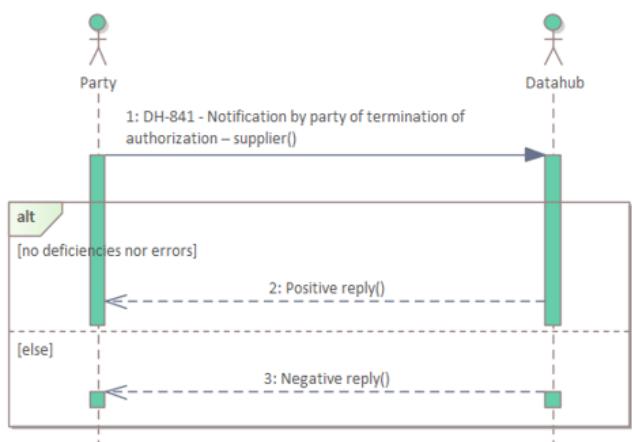 Party
Datahub
1: DH-841 - Notification by party of termination of
authorization – supplier()
alt
[no deficiencies nor errors]
2: Positive reply()
[else]
3: Negative reply()